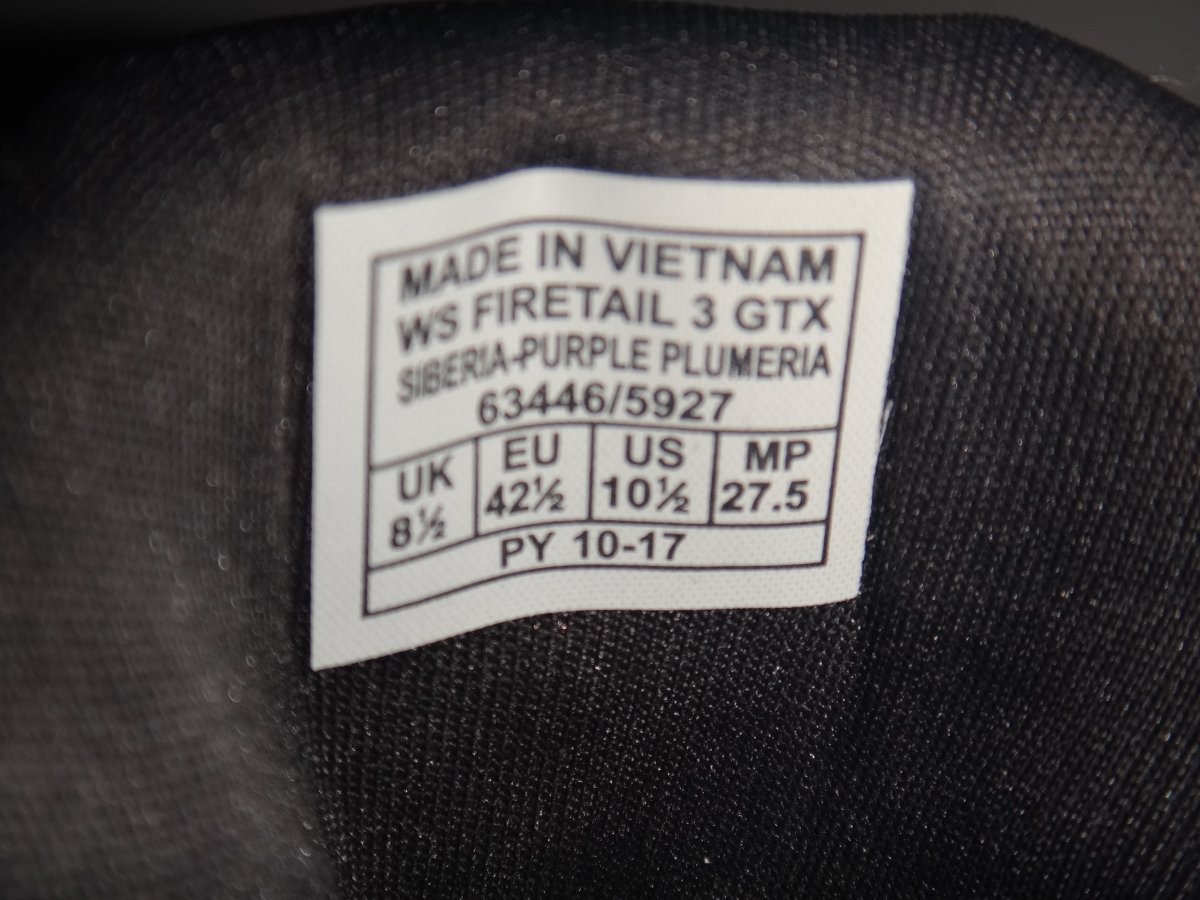 MADE IN VIETNAM
WS FIRETAIL 3 GTX
SIBERIA-PURPLE PLUMERIA
63446/5927
UK EU US MP
8½ 42½ 10½ 27.5
PY 10-17